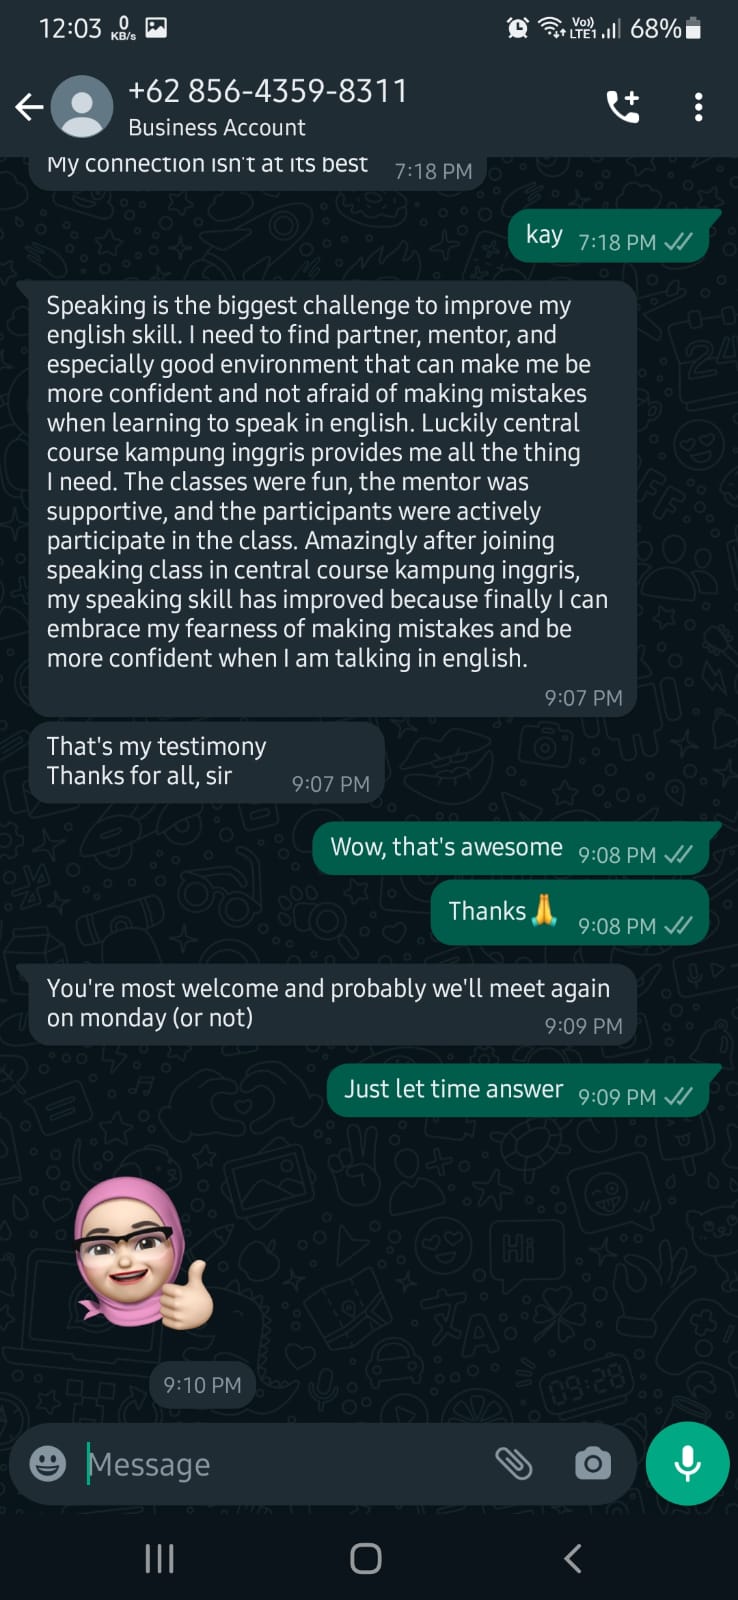 12:03 0 KB/s Vo)) LTE1 68%
+62 856-4359-8311
Business Account
My connection isn't at its best 7:18 PM
kay 7:18 PM
Speaking is the biggest challenge to improve my
english skill. I need to find partner, mentor, and
especially good environment that can make me be
more confident and not afraid of making mistakes
when learning to speak in english. Luckily central
course kampung inggris provides me all the thing
I need. The classes were fun, the mentor was
supportive, and the participants were actively
participate in the class. Amazingly after joining
speaking class in central course kampung inggris,
my speaking skill has improved because finally I can
embrace my fearness of making mistakes and be
more confident when I am talking in english.
9:07 PM
That's my testimony
Thanks for all, sir 9:07 PM
Wow, that's awesome 9:08 PM
Thanks🙏 9:08 PM
You're most welcome and probably we'll meet again
on monday (or not) 9:09 PM
Just let time answer 9:09 PM
9:10 PM
Message